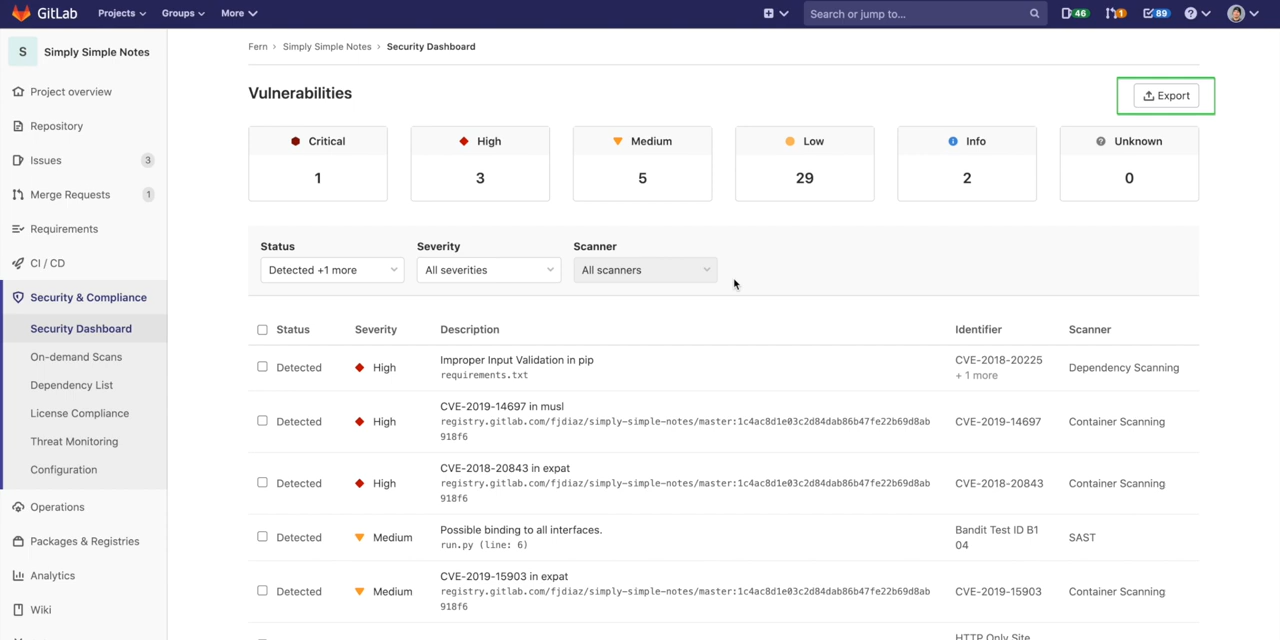 GitLab Projects Groups More Search or jump to... 46 1 89
S Simply Simple Notes
Project overview
Repository
Issues 3
Merge Requests 1
Requirements
CI / CD
Security & Compliance
Security Dashboard
On-demand Scans
Dependency List
License Compliance
Threat Monitoring
Configuration
Operations
Packages & Registries
Analytics
Wiki
Fern › Simply Simple Notes › Security Dashboard
Vulnerabilities
Export
Critical High Medium Low Info Unknown
1 3 5 29 2 0
Status Severity Scanner
Detected +1 more All severities All scanners
Status Severity Description Identifier Scanner
Detected High Improper Input Validation in pip CVE-2018-20225 Dependency Scanning
requirements.txt + 1 more
CVE-2019-14697 in musl
Detected High registry.gitlab.com/fjdiaz/simply-simple-notes/master:1c4ac8d1e03c2d84dab86b47fe22b69d8ab CVE-2019-14697 Container Scanning
918f6
CVE-2018-20843 in expat
Detected High registry.gitlab.com/fjdiaz/simply-simple-notes/master:1c4ac8d1e03c2d84dab86b47fe22b69d8ab CVE-2018-20843 Container Scanning
918f6
Detected Medium Possible binding to all interfaces. Bandit Test ID B1 SAST
run.py (line: 6) 04
CVE-2019-15903 in expat
Detected Medium registry.gitlab.com/fjdiaz/simply-simple-notes/master:1c4ac8d1e03c2d84dab86b47fe22b69d8ab CVE-2019-15903 Container Scanning
918f6
HTTP Only Site